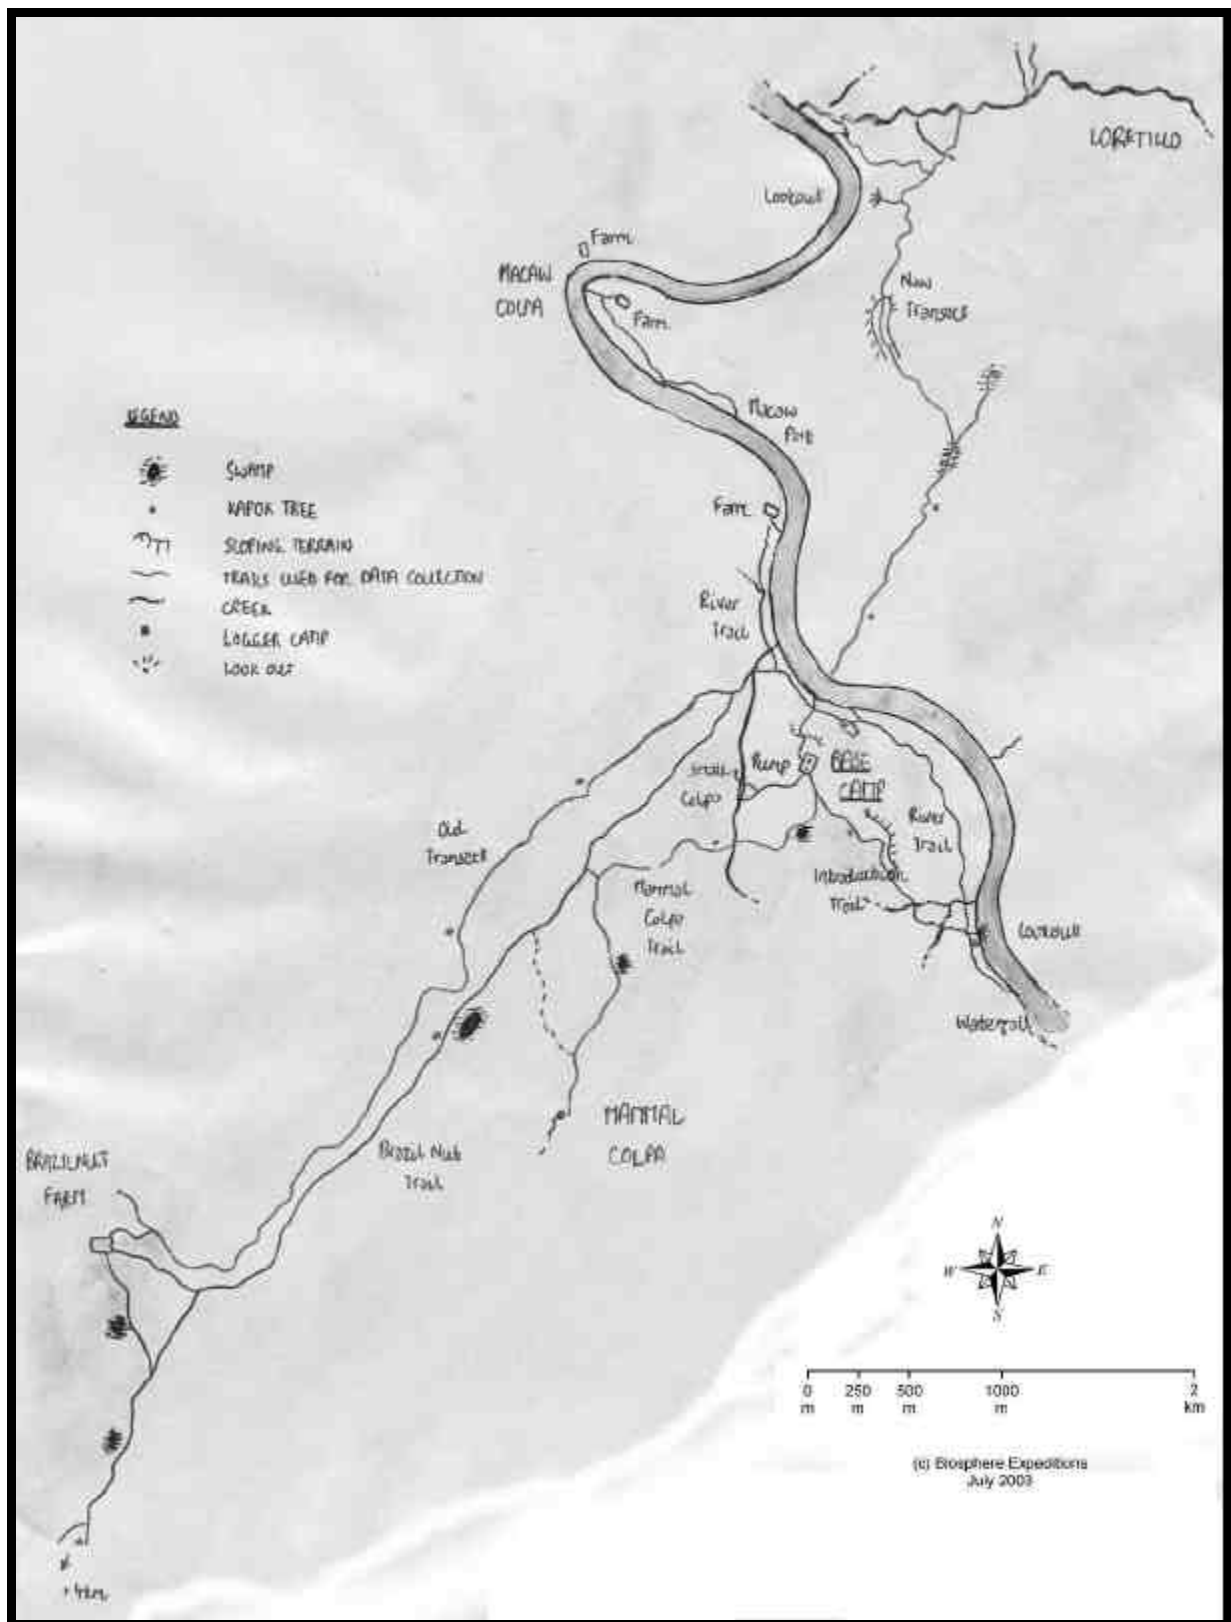 LORETILLO
Lookout
Farm
MACAW
COLPA
New
Transect
Farm
Macaw
LEGEND
SWAMP
KAPOK TREE
SLOPING TERRAIN
TRAILS USED FOR DATA COLLECTION
CREEK
LOGGER CAMP
LOOK OUT
Farm
River
Trail
Pump
BASE
CAMP
Small
Colpa
River
Trail
Old
Transect
Introduction
Trail
Mammal
Colpa
Trail
Lookout
Waterfall
MAMMAL
COLPA
Brazil Nut
Trail
BRAZILNUT
FARM
N
W E
S
0 250 500 1000 2
m m m m km
(c) Biosphere Expeditions
July 2003